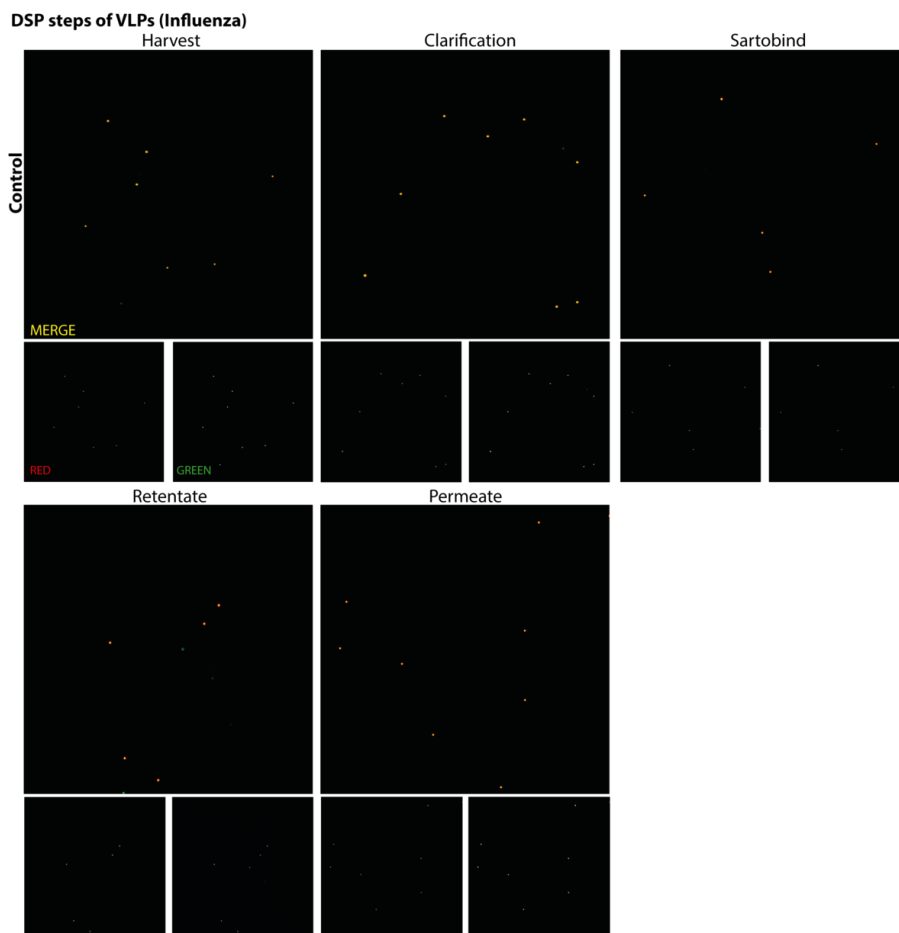 DSP steps of VLPs (Influenza)
Harvest
Clarification
Sartobind
Control
MERGE
RED
GREEN
Retentate
Permeate